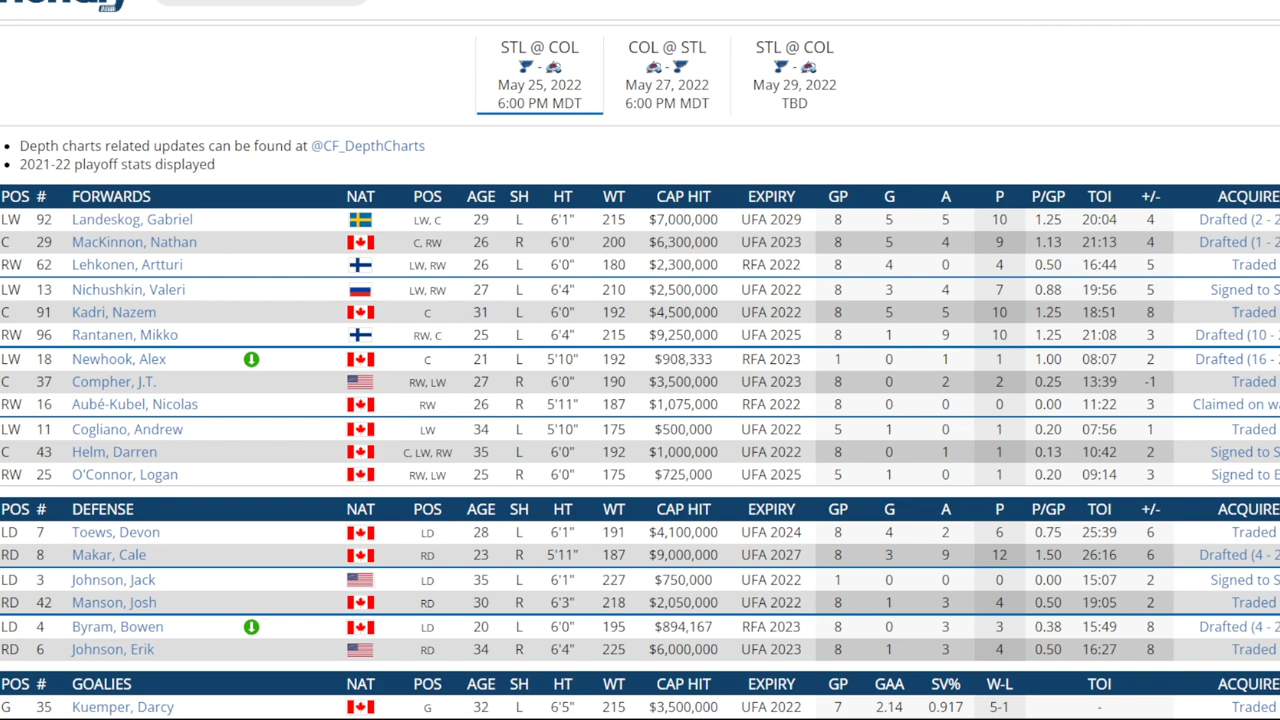 STL @ COL COL @ STL STL @ COL
- - -
May 25, 2022 May 27, 2022 May 29, 2022
6:00 PM MDT 6:00 PM MDT TBD
• Depth charts related updates can be found at @CF_DepthCharts
• 2021-22 playoff stats displayed
POS # FORWARDS NAT POS AGE SH HT WT CAP HIT EXPIRY GP G A P P/GP TOI +/- ACQUIRE
LW 92 Landeskog, Gabriel LW, C 29 L 6'1" 215 $7,000,000 UFA 2029 8 5 5 10 1.25 20:04 4 Drafted (2 - 2
C 29 MacKinnon, Nathan C, RW 26 R 6'0" 200 $6,300,000 UFA 2023 8 5 4 9 1.13 21:13 4 Drafted (1 - 2
RW 62 Lehkonen, Artturi LW, RW 26 L 6'0" 180 $2,300,000 RFA 2022 8 4 0 4 0.50 16:44 5 Traded
LW 13 Nichushkin, Valeri LW, RW 27 L 6'4" 210 $2,500,000 UFA 2022 8 3 4 7 0.88 19:56 5 Signed to S
C 91 Kadri, Nazem C 31 L 6'0" 192 $4,500,000 UFA 2022 8 5 5 10 1.25 18:51 8 Traded
RW 96 Rantanen, Mikko RW, C 25 L 6'4" 215 $9,250,000 UFA 2025 8 1 9 10 1.25 21:08 3 Drafted (10 -
LW 18 Newhook, Alex C 21 L 5'10" 192 $908,333 RFA 2023 1 0 1 1 1.00 08:07 2 Drafted (16 - 2
C 37 Compher, J.T. RW, LW 27 R 6'0" 190 $3,500,000 UFA 2023 8 0 2 2 0.25 13:39 -1 Traded
RW 16 Aubé-Kubel, Nicolas RW 26 R 5'11" 187 $1,075,000 RFA 2022 8 0 0 0 0.00 11:22 3 Claimed on wa
LW 11 Cogliano, Andrew LW 34 L 5'10" 175 $500,000 UFA 2022 5 1 0 1 0.20 07:56 1 Traded
C 43 Helm, Darren C, LW, RW 35 L 6'0" 192 $1,000,000 UFA 2022 8 0 1 1 0.13 10:42 2 Signed to S
RW 25 O'Connor, Logan RW, LW 25 R 6'0" 175 $725,000 UFA 2025 5 1 0 1 0.20 09:14 3 Signed to E
POS # DEFENSE NAT POS AGE SH HT WT CAP HIT EXPIRY GP G A P P/GP TOI +/- ACQUIRE
LD 7 Toews, Devon LD 28 L 6'1" 191 $4,100,000 UFA 2024 8 4 2 6 0.75 25:39 6 Traded
RD 8 Makar, Cale RD 23 R 5'11" 187 $9,000,000 UFA 2027 8 3 9 12 1.50 26:16 6 Drafted (4 - 2
LD 3 Johnson, Jack LD 35 L 6'1" 227 $750,000 UFA 2022 1 0 0 0 0.00 15:07 2 Signed to S
RD 42 Manson, Josh RD 30 R 6'3" 218 $2,050,000 UFA 2022 8 1 3 4 0.50 19:05 2 Traded
LD 4 Byram, Bowen LD 20 L 6'0" 195 $894,167 RFA 2023 8 0 3 3 0.38 15:49 8 Drafted (4 - 2
RD 6 Johnson, Erik RD 34 R 6'4" 225 $6,000,000 UFA 2023 8 1 3 4 0.50 16:27 8 Traded
POS # GOALIES NAT POS AGE SH HT WT CAP HIT EXPIRY GP GAA SV% W-L TOI ACQUIRE
G 35 Kuemper, Darcy G 32 L 6'5" 215 $3,500,000 UFA 2022 7 2.14 0.917 5-1 - Traded